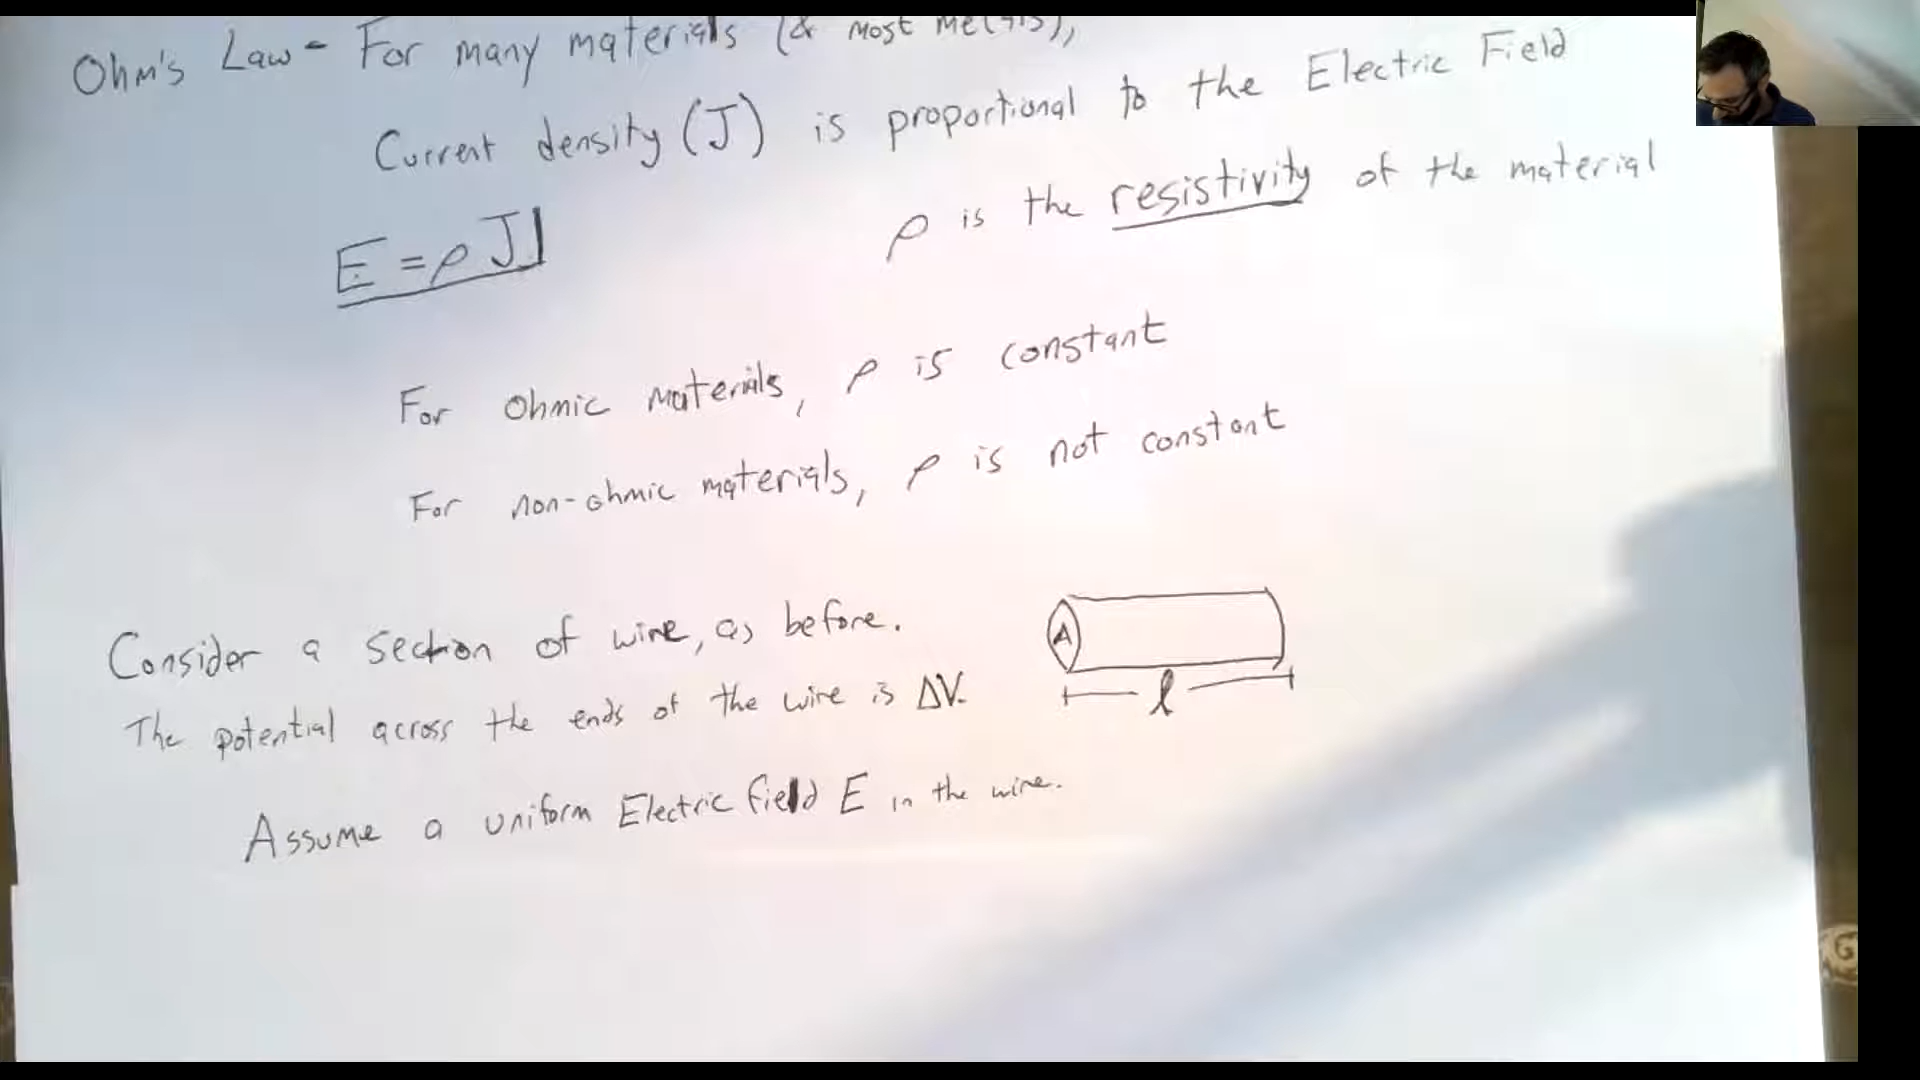 Ohm's Law - For many materials (& most metals),
Current density (J) is proportional to the Electric Field
E = ρJ
ρ is the resistivity of the material
For ohmic materials, ρ is constant
For non-ohmic materials, ρ is not constant
Consider a section of wire, as before.
A
The potential across the ends of the wire is ΔV.
l
Assume a uniform Electric field E in the wire.